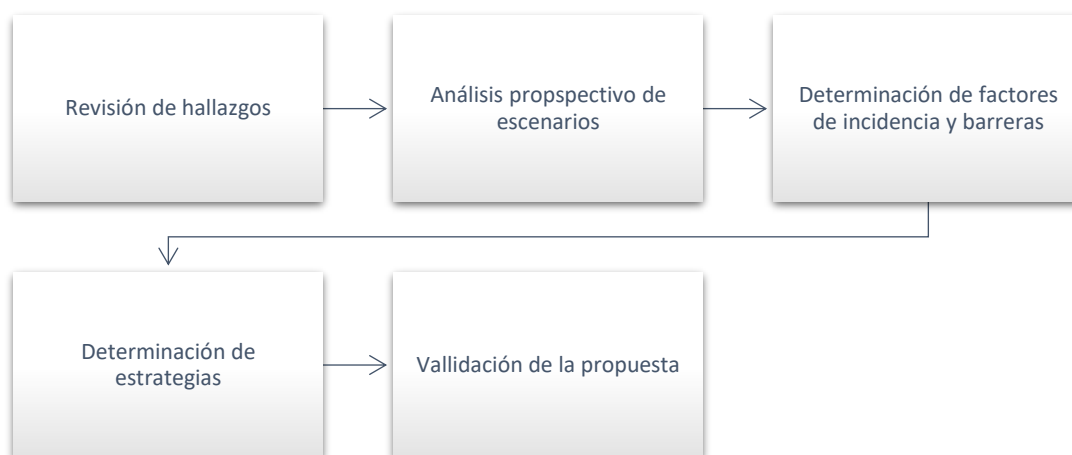 Revisión de hallazgos
Análisis propspectivo de
escenarios
Determinación de factores
de incidencia y barreras
Determinación de
estrategias
Vallidación de la propuesta